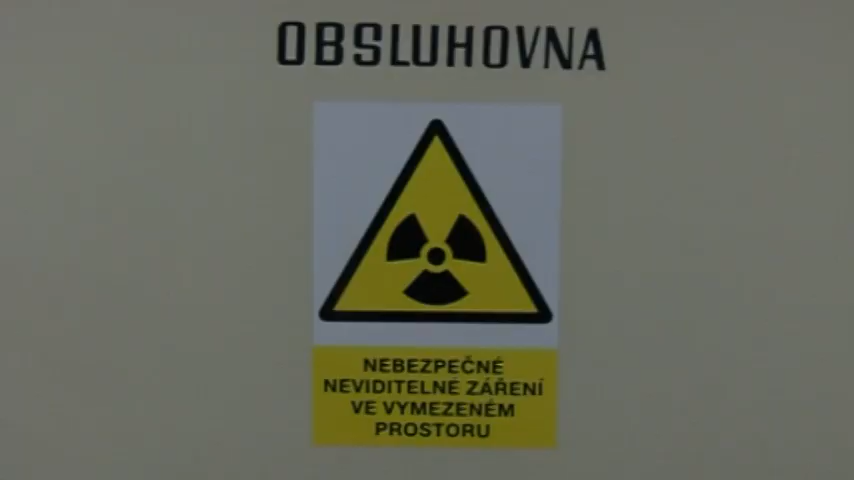 OBSLUHOVNA
NEBEZPEČNÉ
NEVIDITELNÉ ZÁŘENÍ
VE VYMEZENÉM
PROSTORU